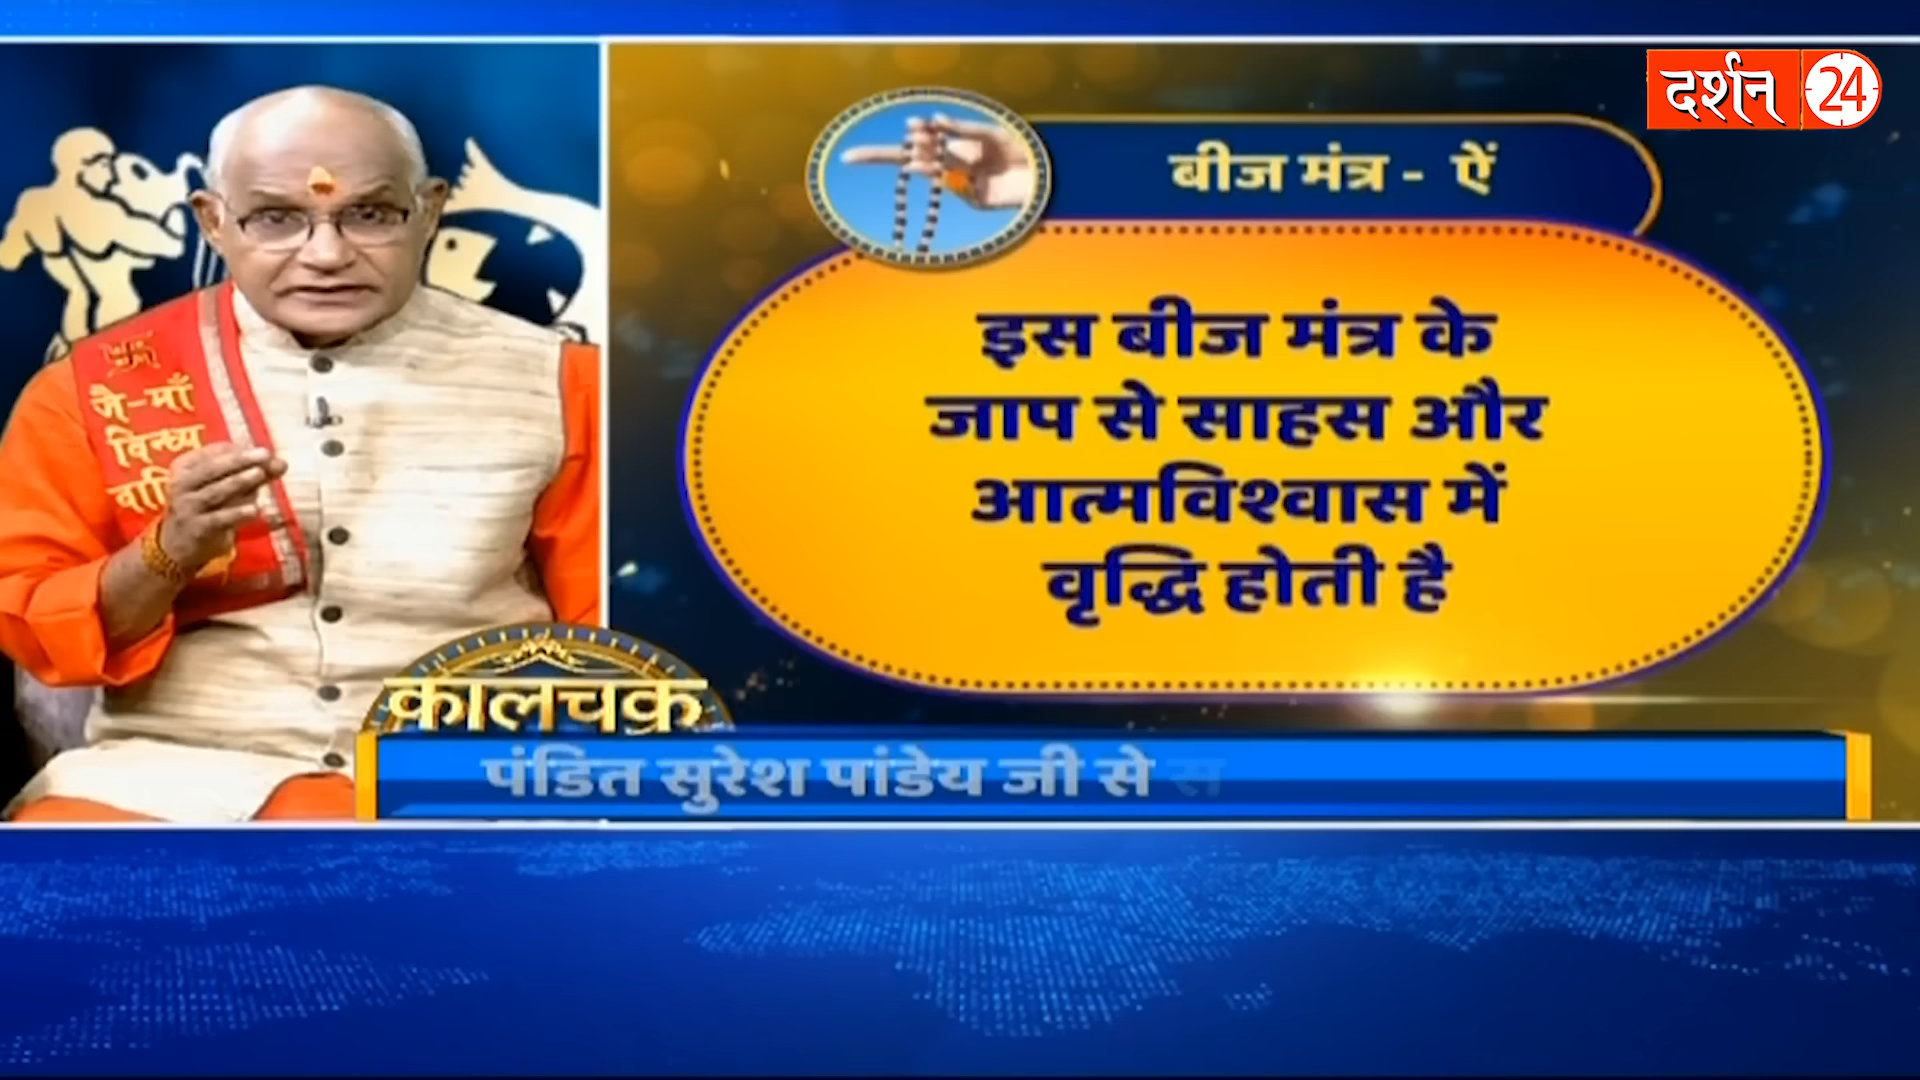 दर्शन 24
बीज मंत्र - ऐं
इस बीज मंत्र के
जाप से साहस और
आत्मविश्वास में
वृद्धि होती है
जै-माँ
विन्ध्य
कालचक्र
पंडित सुरेश पांडेय जी से